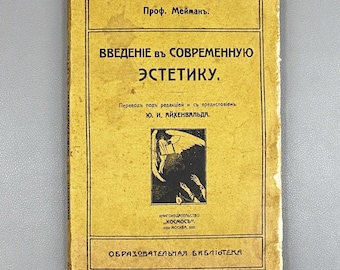 Проф. Мейманъ.
ВВЕДЕНІЕ въ СОВРЕМЕННУЮ
ЭСТЕТИКУ.
Переводъ подъ редакціей и съ предисловіемъ
Ю. И. АЙХЕНВАЛЬДА
КНИГОИЗДАТЕЛЬСТВО
„КОСМОСЪ“
МОСКВА
ОБРАЗОВАТЕЛЬНАЯ БИБЛІОТЕКА